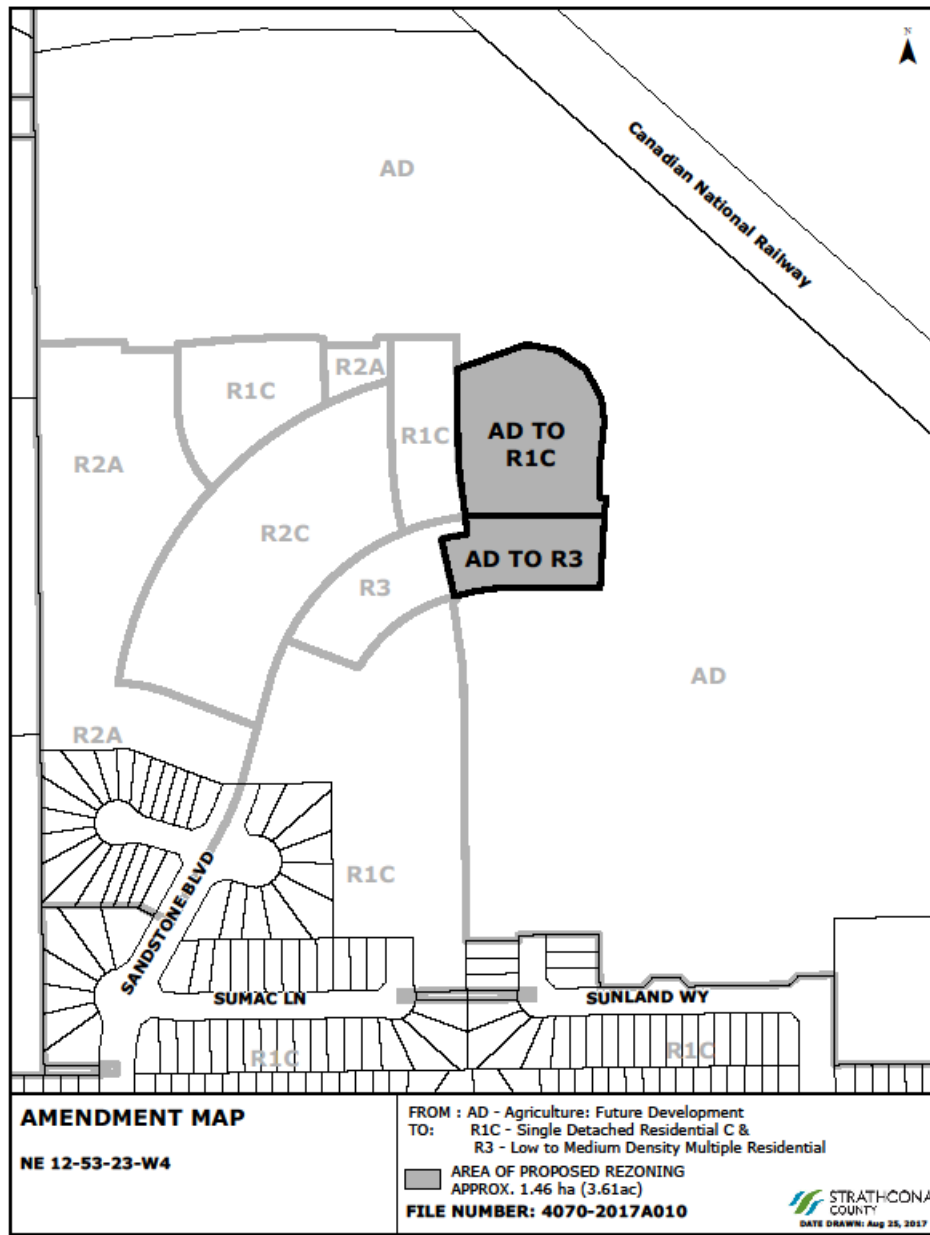 N
Canadian National Railway
AD
R2A
R1C
R1C
AD TO
R1C
R2A
R2C
AD TO R3
R3
AD
R2A
R1C
SANDSTONE BLVD
SUMAC LN
SUNLAND WY
R1C
R1C
AMENDMENT MAP
NE 12-53-23-W4
FROM : AD - Agriculture: Future Development
TO: R1C - Single Detached Residential C &
R3 - Low to Medium Density Multiple Residential
AREA OF PROPOSED REZONING
APPROX. 1.46 ha (3.61ac)
FILE NUMBER: 4070-2017A010
STRATHCONA
COUNTY
DATE DRAWN: Aug 25, 2017